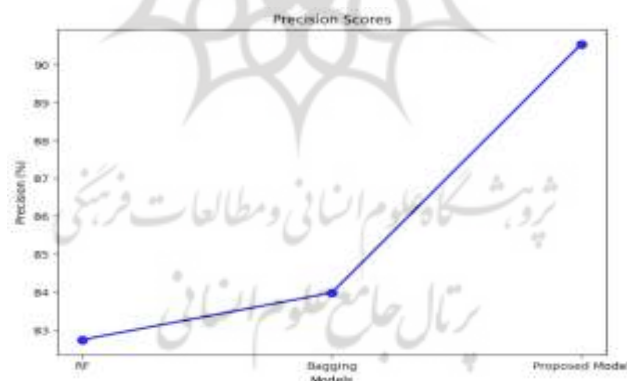 Precision Scores
Precision (%)
90
89
88
87
86
85
84
83
RF
Bagging
Proposed Model
Models
پژوهشگاه علوم انسانی و مطالعات فرهنگی
پرتال جامع علوم انسانی